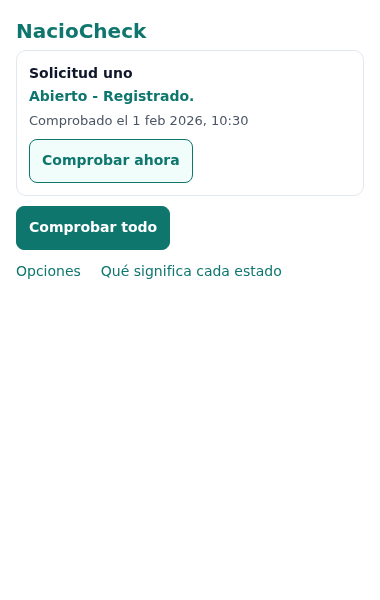 NacioCheck
Solicitud uno
Abierto - Registrado.
Comprobado el 1 feb 2026, 10:30
Comprobar ahora
Comprobar todo
Opciones Qué significa cada estado